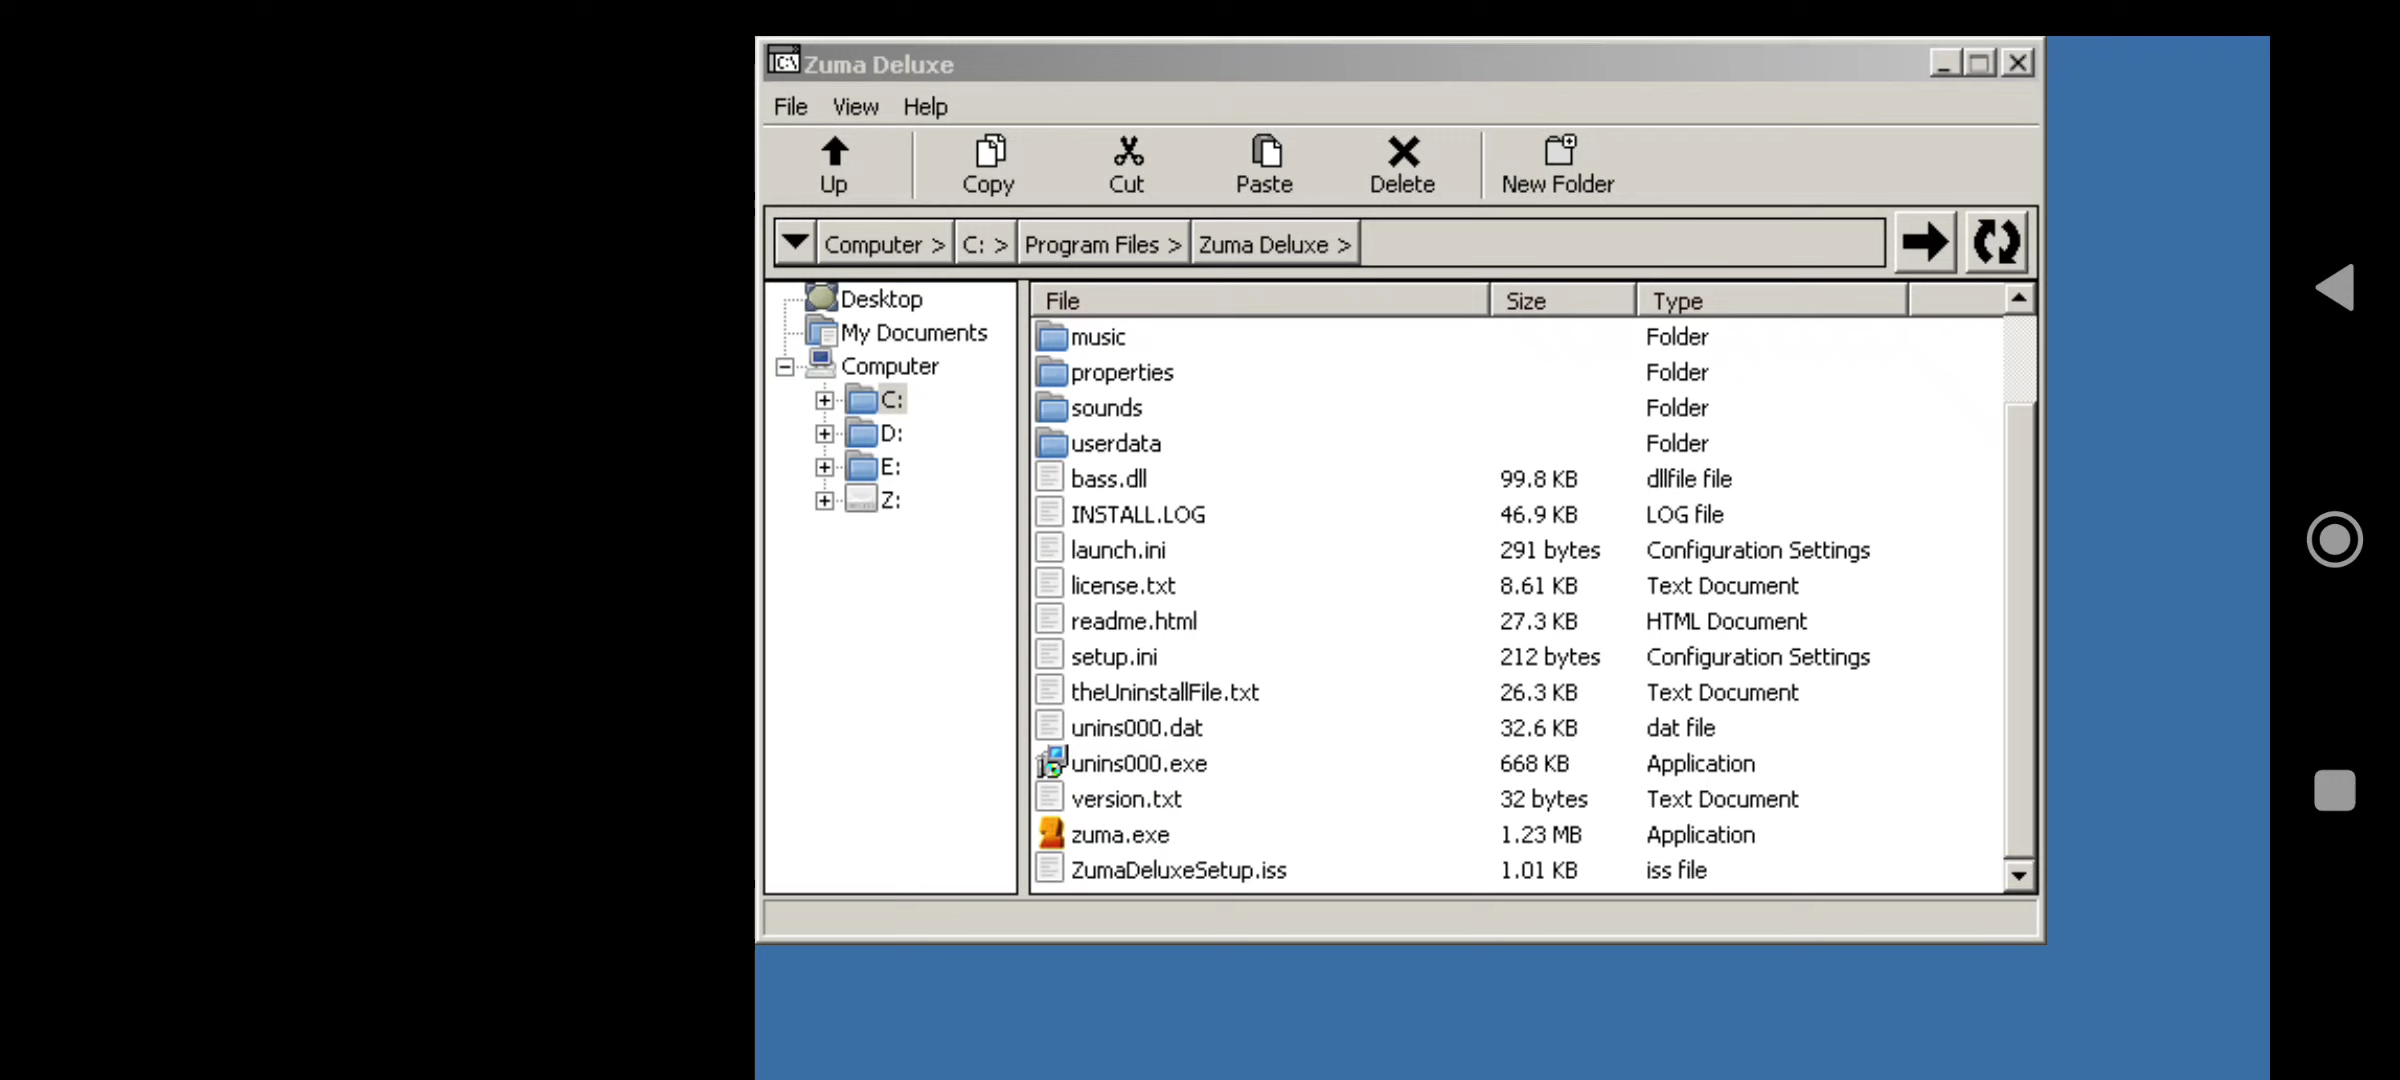 Zuma Deluxe
File View Help
Up Copy Cut Paste Delete New Folder
Computer > C: > Program Files > Zuma Deluxe >
Desktop
My Documents
Computer
C:
D:
E:
Z:
File Size Type
music Folder
properties Folder
sounds Folder
userdata Folder
bass.dll 99.8 KB dllfile file
INSTALL.LOG 46.9 KB LOG file
launch.ini 291 bytes Configuration Settings
license.txt 8.61 KB Text Document
readme.html 27.3 KB HTML Document
setup.ini 212 bytes Configuration Settings
theUninstallFile.txt 26.3 KB Text Document
unins000.dat 32.6 KB dat file
unins000.exe 668 KB Application
version.txt 32 bytes Text Document
zuma.exe 1.23 MB Application
ZumaDeluxeSetup.iss 1.01 KB iss file